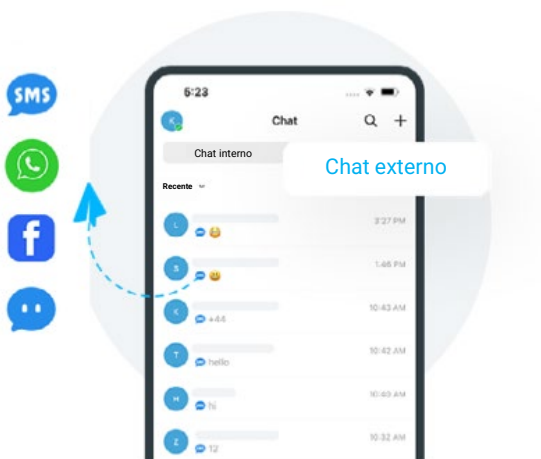 SMS
6:23
K
Chat
Chat interno
Chat externo
Recente
L
3:27 PM
S
1:46 PM
K
+44
10:43 AM
T
hello
10:42 AM
H
hi
10:40 AM
Z
12
10:32 AM